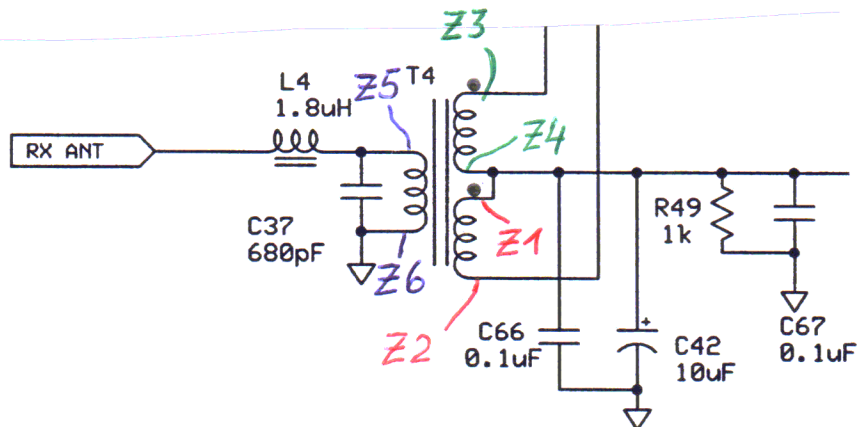 Z3
L4
1.8uH
Z5
T4
Z4
RX ANT
C37
680pF
R49
1k
Z1
Z6
Z2
C66
0.1uF
C42
10uF
C67
0.1uF
+